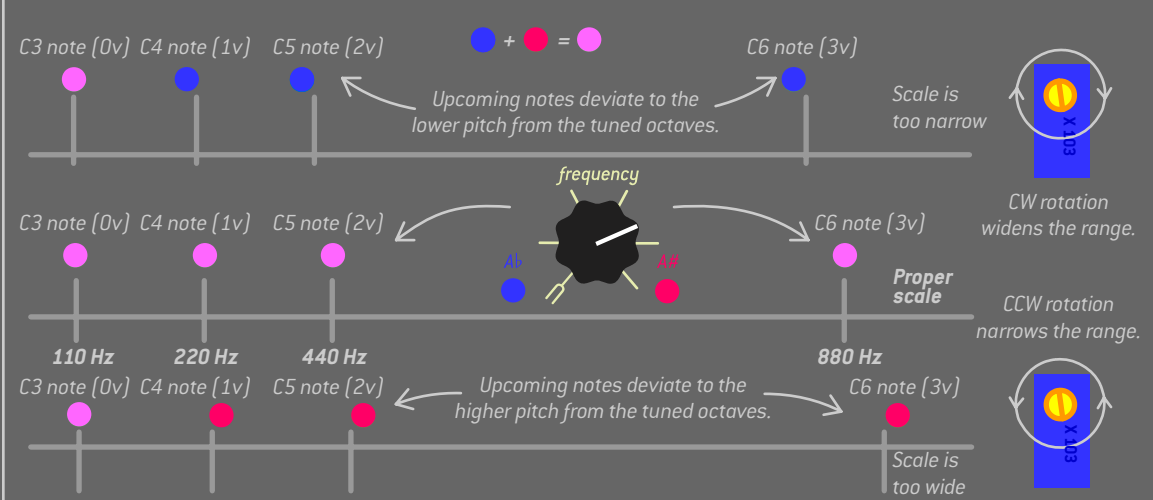 C3 note (0v) C4 note (1v) C5 note (2v) + = C6 note (3v)
Upcoming notes deviate to the
lower pitch from the tuned octaves.
Scale is
too narrow
X 103
CW rotation
widens the range.
frequency
C3 note (0v) C4 note (1v) C5 note (2v) C6 note (3v)
Ab A#
Proper
scale
CCW rotation
narrows the range.
110 Hz 220 Hz 440 Hz 880 Hz
C3 note (0v) C4 note (1v) C5 note (2v) C6 note (3v)
Upcoming notes deviate to the
higher pitch from the tuned octaves.
X 103
Scale is
too wide